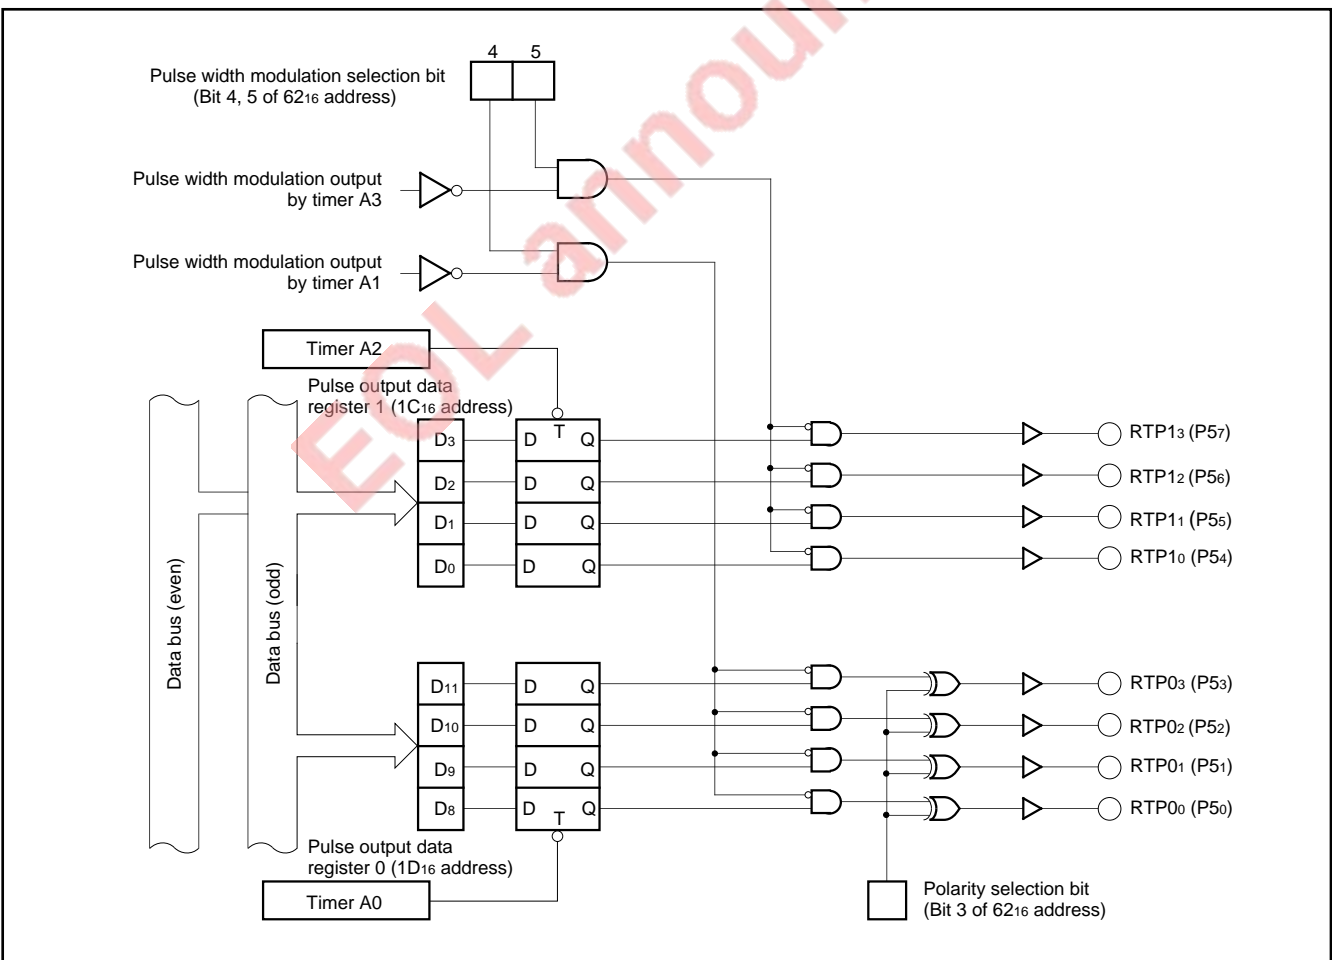 4 5
Pulse width modulation selection bit
(Bit 4, 5 of 6216 address)
Pulse width modulation output
by timer A3
Pulse width modulation output
by timer A1
Timer A2
Pulse output data
register 1 (1C16 address)
D3 D T Q RTP13 (P57)
D2 D Q RTP12 (P56)
D1 D Q RTP11 (P55)
D0 D Q RTP10 (P54)
Data bus (even)
Data bus (odd)
D11 D Q RTP03 (P53)
D10 D Q RTP02 (P52)
D9 D Q RTP01 (P51)
D8 D T Q RTP00 (P50)
Pulse output data
register 0 (1D16 address)
Timer A0
Polarity selection bit
(Bit 3 of 6216 address)
EOL announ